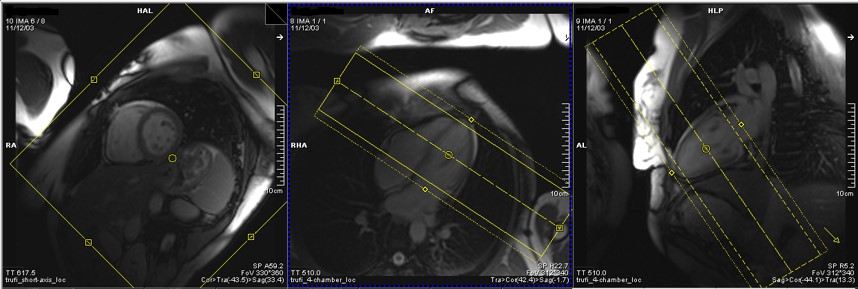 HAL
10 IMA 6 / 8
11/12/03
RA
10cm
SP A59.2
TT 617.5
FoV 330*360
trufi_short-axis_loc
Cor>Tra(-43.5)>Sag(33.4)
AF
8 IMA 1 / 1
11/12/03
RHA
10cm
SP H22.7
TT 510.0
FoV 312*340
trufi_4-chamber_loc
Tra>Cor(42.4)>Sag(-1.7)
HLP
9 IMA 1 / 1
11/12/03
AL
10cm
SP R5.2
TT 510.0
FoV 312*340
trufi_4-chamber_loc
Sag>Cor(-44.1)>Tra(13.3)